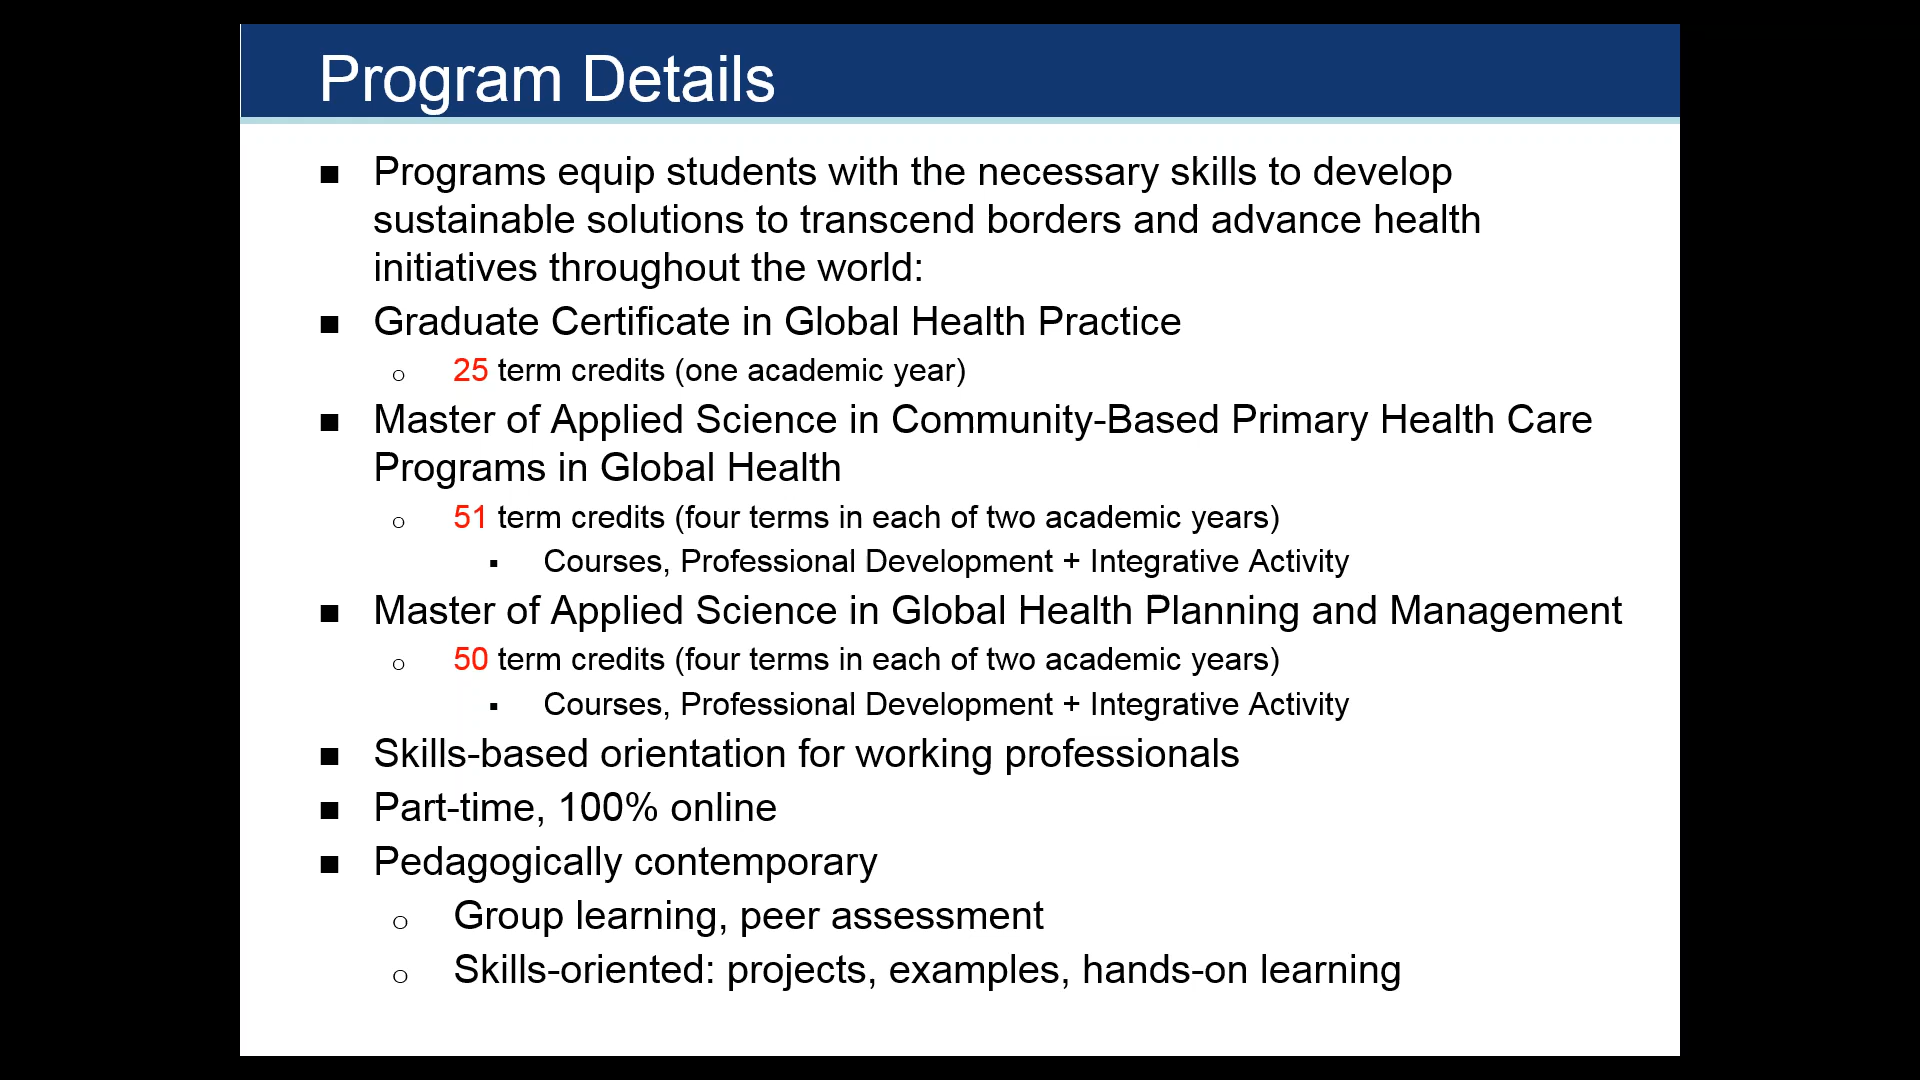 Program Details
■ Programs equip students with the necessary skills to develop
sustainable solutions to transcend borders and advance health
initiatives throughout the world:
■ Graduate Certificate in Global Health Practice
○ 25 term credits (one academic year)
■ Master of Applied Science in Community-Based Primary Health Care
Programs in Global Health
○ 51 term credits (four terms in each of two academic years)
▪ Courses, Professional Development + Integrative Activity
■ Master of Applied Science in Global Health Planning and Management
○ 50 term credits (four terms in each of two academic years)
▪ Courses, Professional Development + Integrative Activity
■ Skills-based orientation for working professionals
■ Part-time, 100% online
■ Pedagogically contemporary
○ Group learning, peer assessment
○ Skills-oriented: projects, examples, hands-on learning